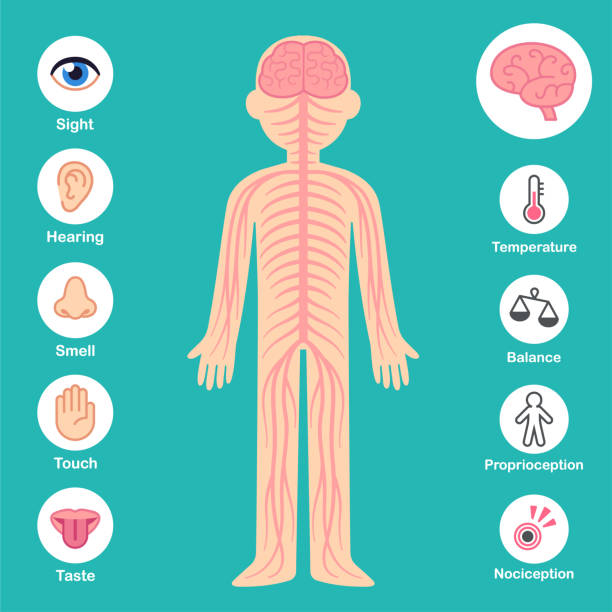 Sight
Hearing
Smell
Touch
Taste
Temperature
Balance
Proprioception
Nociception